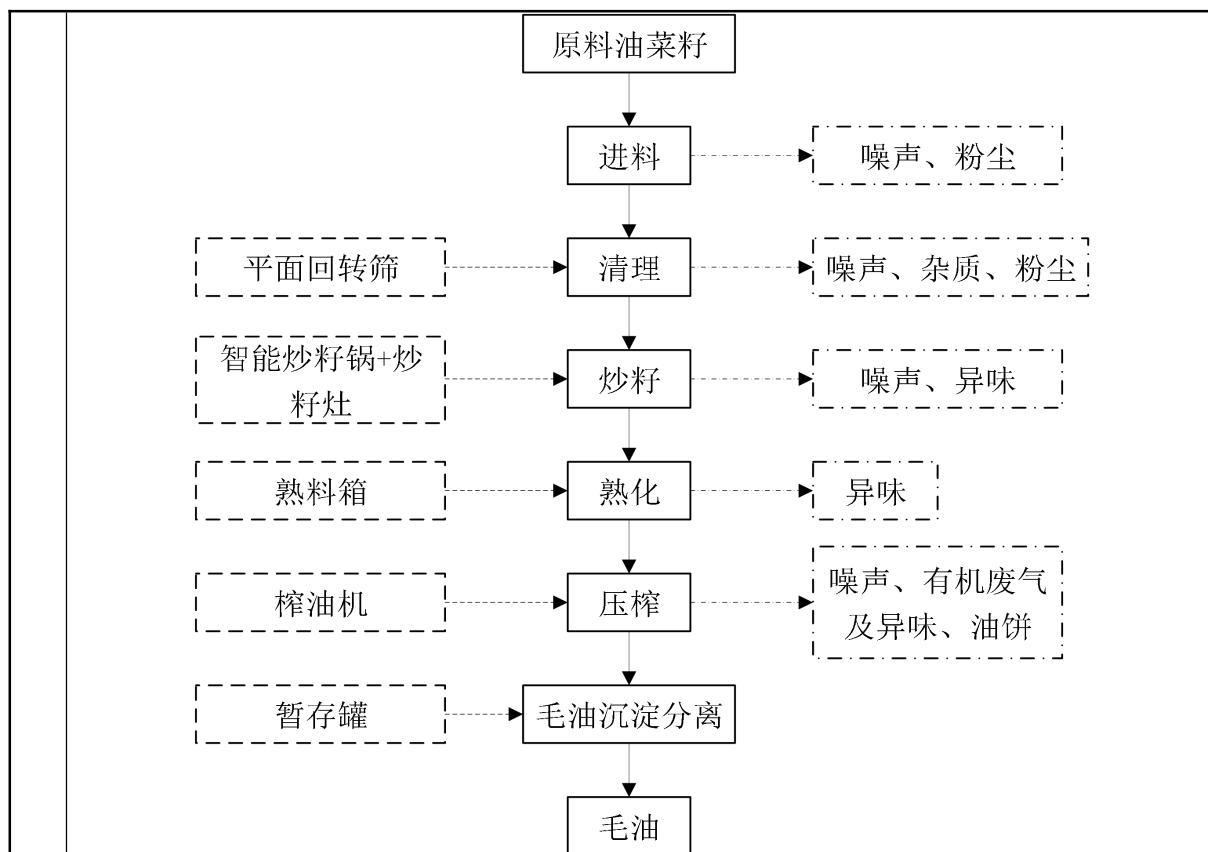 原料油菜籽
进料
噪声、粉尘
平面回转筛
清理
噪声、杂质、粉尘
智能炒籽锅+炒
籽灶
炒籽
噪声、异味
熟料箱
熟化
异味
榨油机
压榨
噪声、有机废气
及异味、油饼
暂存罐
毛油沉淀分离
毛油